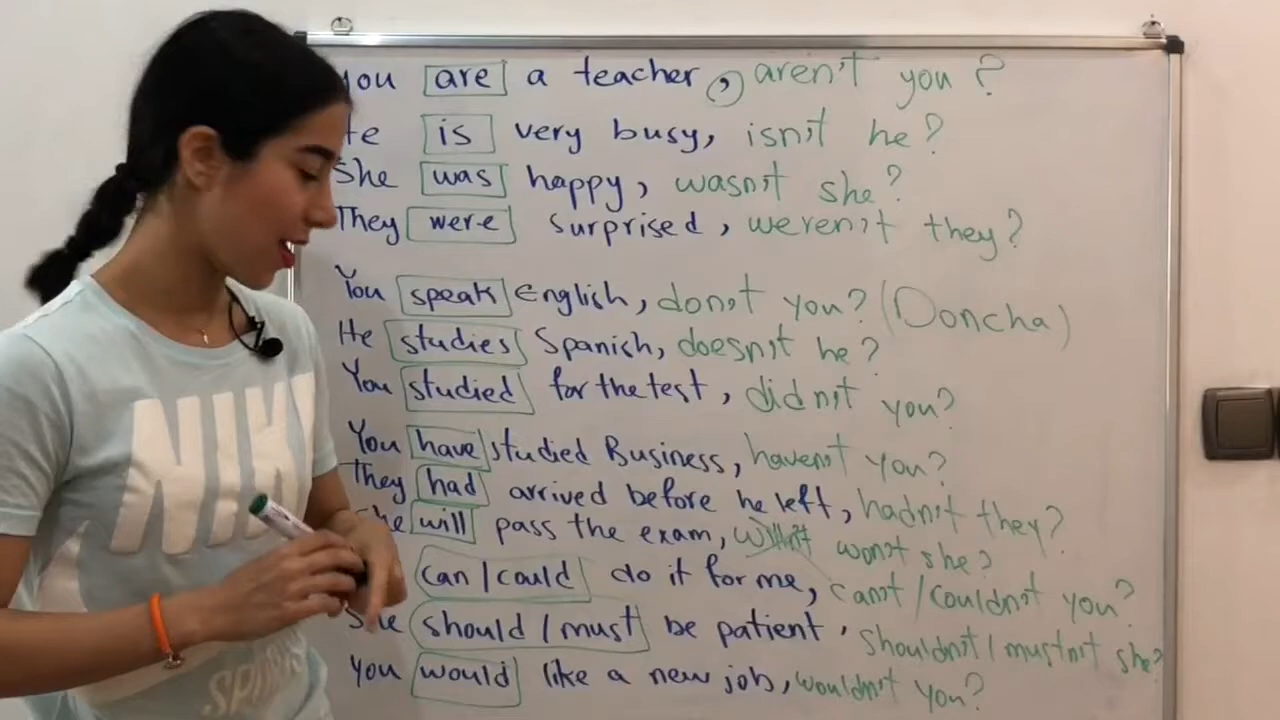 you are a teacher, aren't you?
He is very busy, isn't he?
She was happy, wasn't she?
They were surprised, weren't they?
You speak English, don't you? (Doncha)
He studies Spanish, doesn't he?
You studied for the test, didn't you?
You have studied Business, haven't you?
They had arrived before he left, hadn't they?
She will pass the exam, won't she?
can / could do it for me, can't / couldn't you?
She should / must be patient, shouldn't / mustn't she?
You would like a new job, wouldn't you?
NIKE
SPORTS